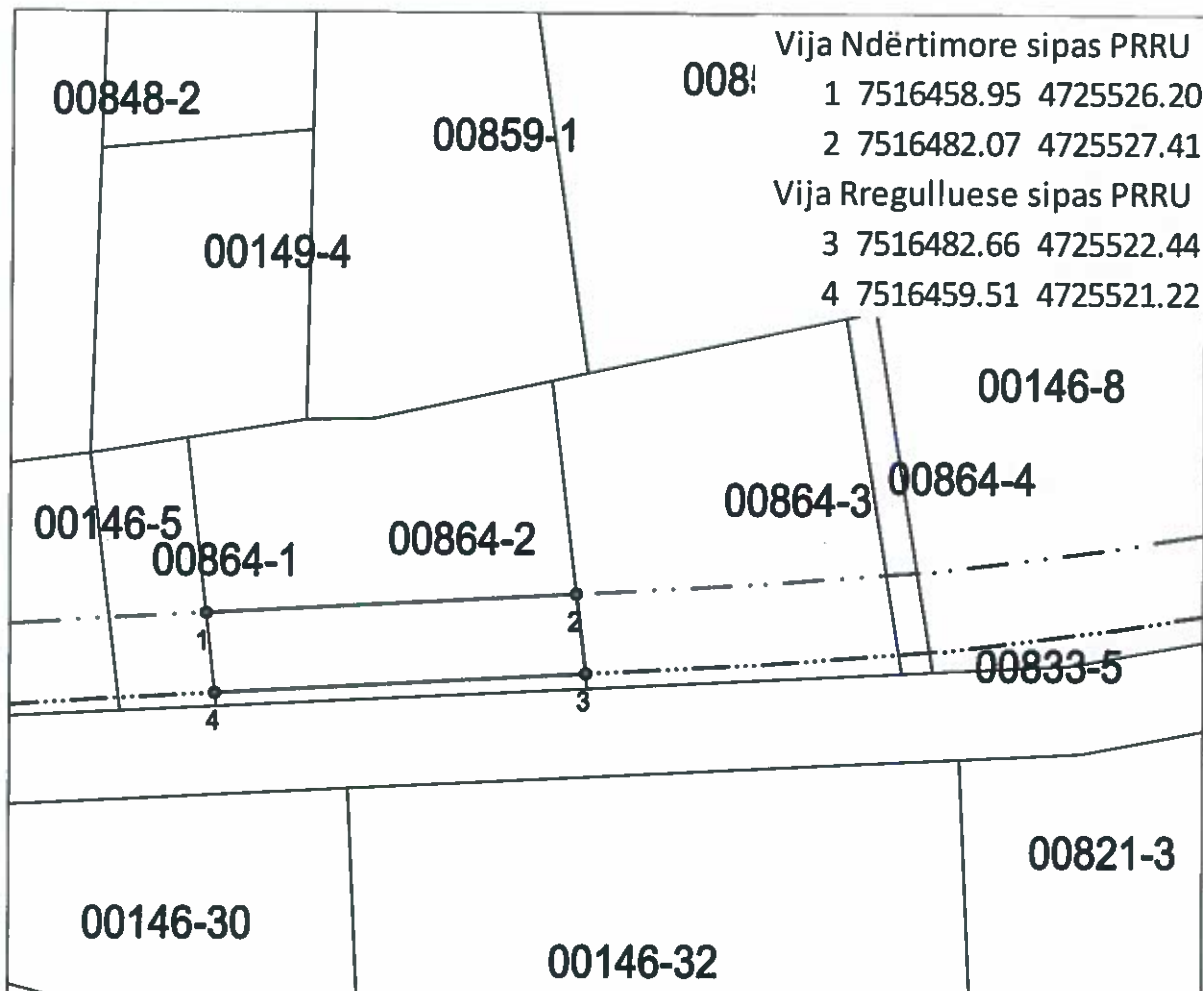 Vija Ndërtimore sipas PRRU
1 7516458.95 4725526.20
2 7516482.07 4725527.41
Vija Rregulluese sipas PRRU
3 7516482.66 4725522.44
4 7516459.51 4725521.22
00848-2
00859-1
00149-4
00146-8
00864-4
00864-3
00146-5
00864-1
00864-2
1
2
3
4
00833-5
00821-3
00146-30
00146-32